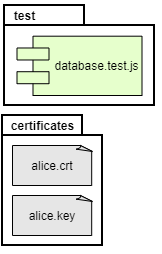 test
database.test.js
certificates
alice.crt
alice.key